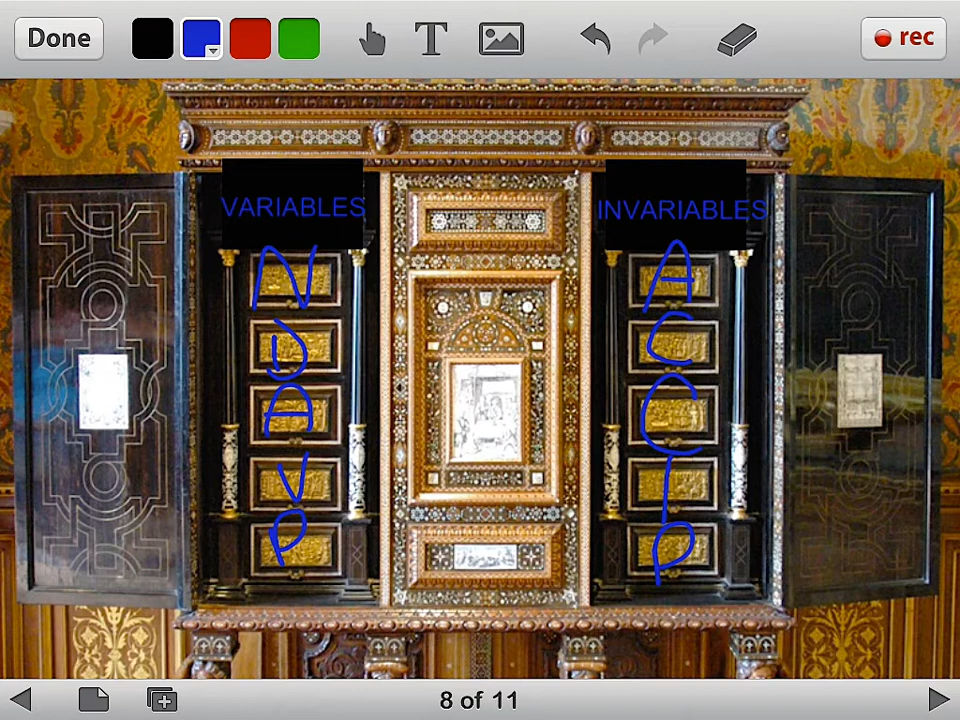 Done
T
rec
VARIABLES
INVARIABLES
N
D
A
V
P
A
C
C
I
P
8 of 11